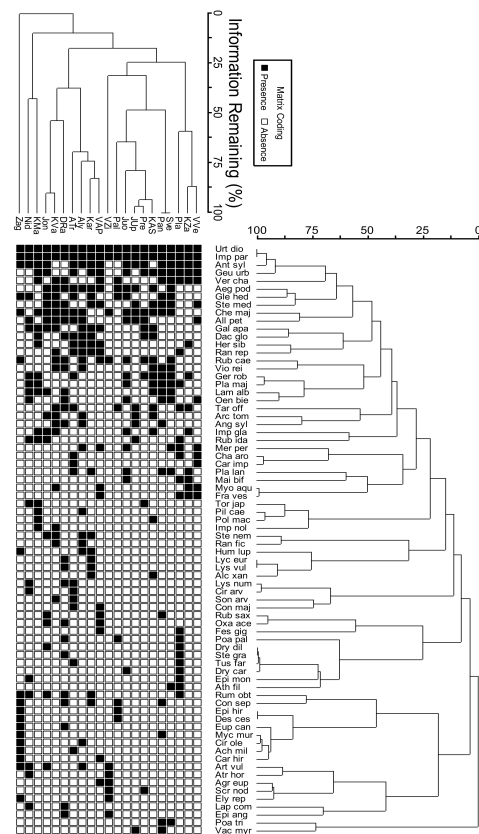 Information Remaining (%)
0
25
50
75
100
Matrix Coding
Presence
Absence
100
75
50
25
0
Zag
Nid
KMa
Jon
KVa
DRa
ATr
Aly
Kar
VAP
VZi
Pal
Juo
JUp
Pre
KAS
Pan
Sve
Pla
KZa
VVe
Urt dio
Imp par
Ant syl
Geu urb
Ver cha
Aeg pod
Gle hed
Ste med
Che maj
All pet
Gal apa
Dac glo
Her sib
Ran rep
Rub cae
Vio rei
Ger rob
Pla maj
Lam alb
Oen bie
Tar off
Arc tom
Ang syl
Imp gla
Rub ida
Mer per
Cha aro
Car imp
Pla lan
Mai bif
Myo aqu
Fra ves
Tor jap
Pil cae
Pol mac
Imp nol
Ste nem
Ran fic
Hum lup
Lyc eur
Lys vul
Alc xan
Lys num
Cir arv
Son arv
Con maj
Rub sax
Oxa ace
Fes gig
Poa pal
Dry dil
Ste gra
Tus far
Dry car
Epi mon
Ath fil
Rum obt
Con sep
Epi hir
Des ces
Eup can
Myc mur
Cir ole
Ach mil
Car hir
Art vul
Atr hor
Agr eup
Scr nod
Ely rep
Lap com
Epi ang
Poa tri
Vac myr